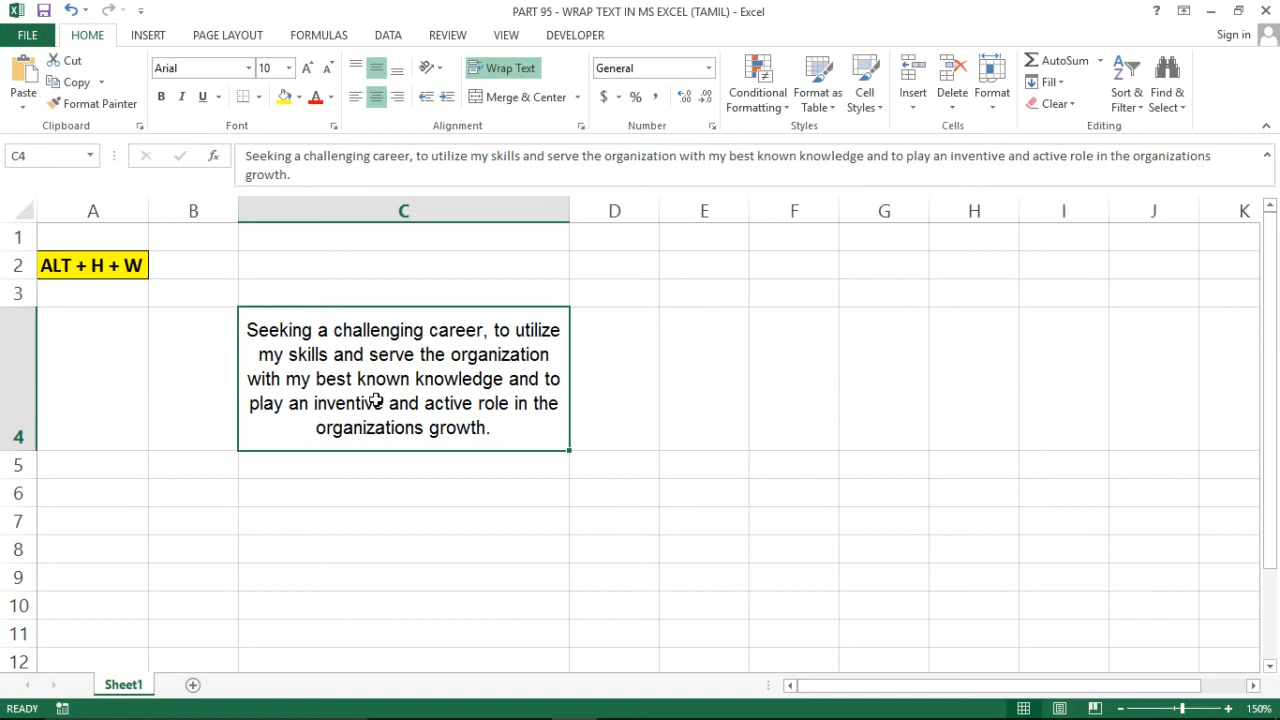 PART 95 - WRAP TEXT IN MS EXCEL (TAMIL) - Excel
?
FILE HOME INSERT PAGE LAYOUT FORMULAS DATA REVIEW VIEW DEVELOPER Sign in
Paste
Cut
Copy
Format Painter
Clipboard
Arial 10
B I U
Font
Wrap Text
Merge & Center
Alignment
General
$ % ,
Number
Conditional Formatting
Format as Table
Cell Styles
Styles
Insert Delete Format
Cells
AutoSum
Fill
Clear
Sort & Filter
Find & Select
Editing
C4
fx
Seeking a challenging career, to utilize my skills and serve the organization with my best known knowledge and to play an inventive and active role in the organizations
growth.
A B C D E F G H I J K
1
2 ALT + H + W
3
Seeking a challenging career, to utilize
my skills and serve the organization
with my best known knowledge and to
play an inventive and active role in the
organizations growth.
4
5
6
7
8
9
10
11
12
Sheet1
READY
150%